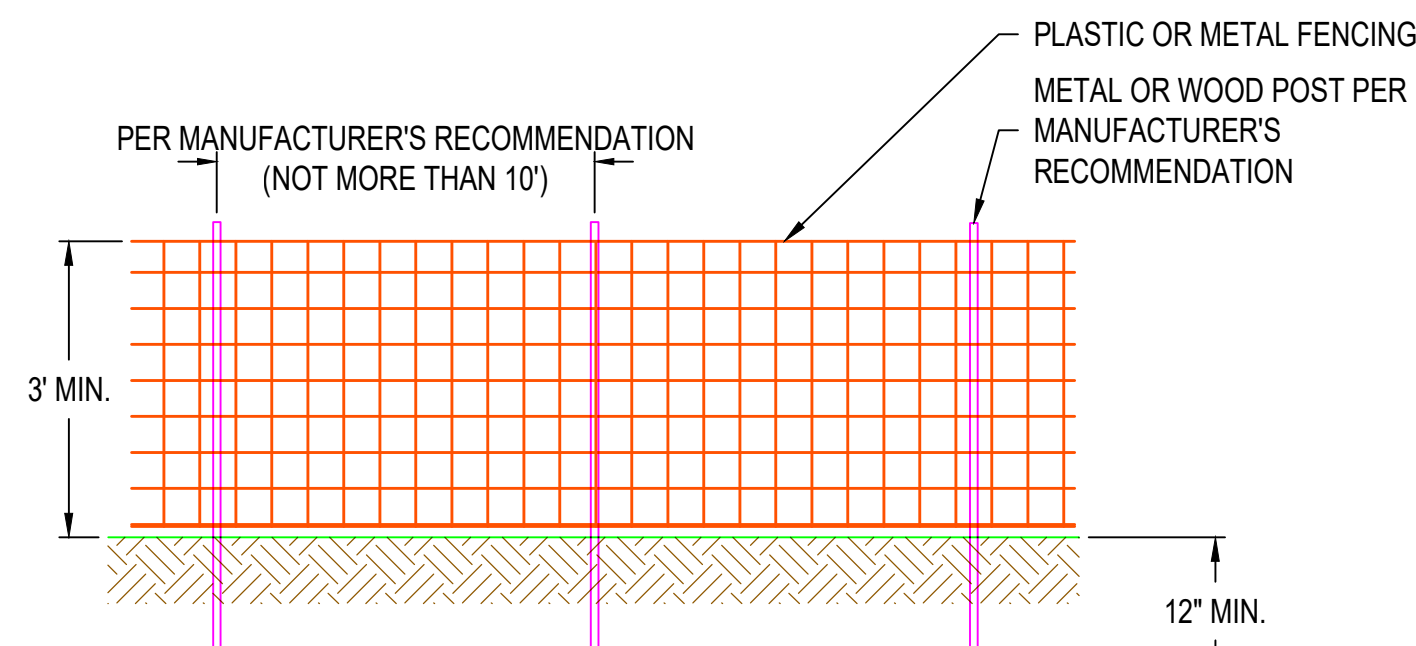 PLASTIC OR METAL FENCING
METAL OR WOOD POST PER
MANUFACTURER'S
RECOMMENDATION
PER MANUFACTURER'S RECOMMENDATION
(NOT MORE THAN 10')
3' MIN.
12" MIN.